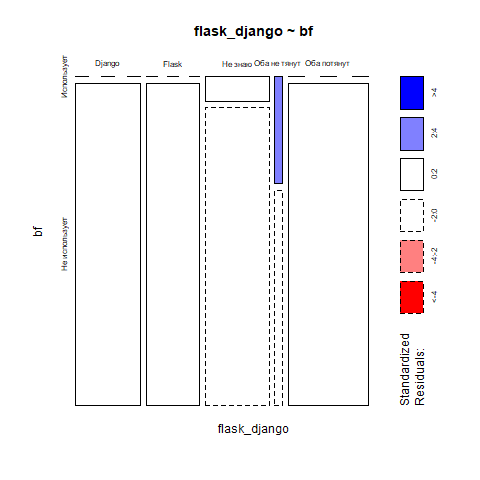 flask_django ~ bf
Django
Flask
Не знаю
Оба не тянут
Оба потянут
Использует
Не использует
bf
flask_django
>4
2:4
0:2
-2:0
-4:-2
<-4
Standardized
Residuals: